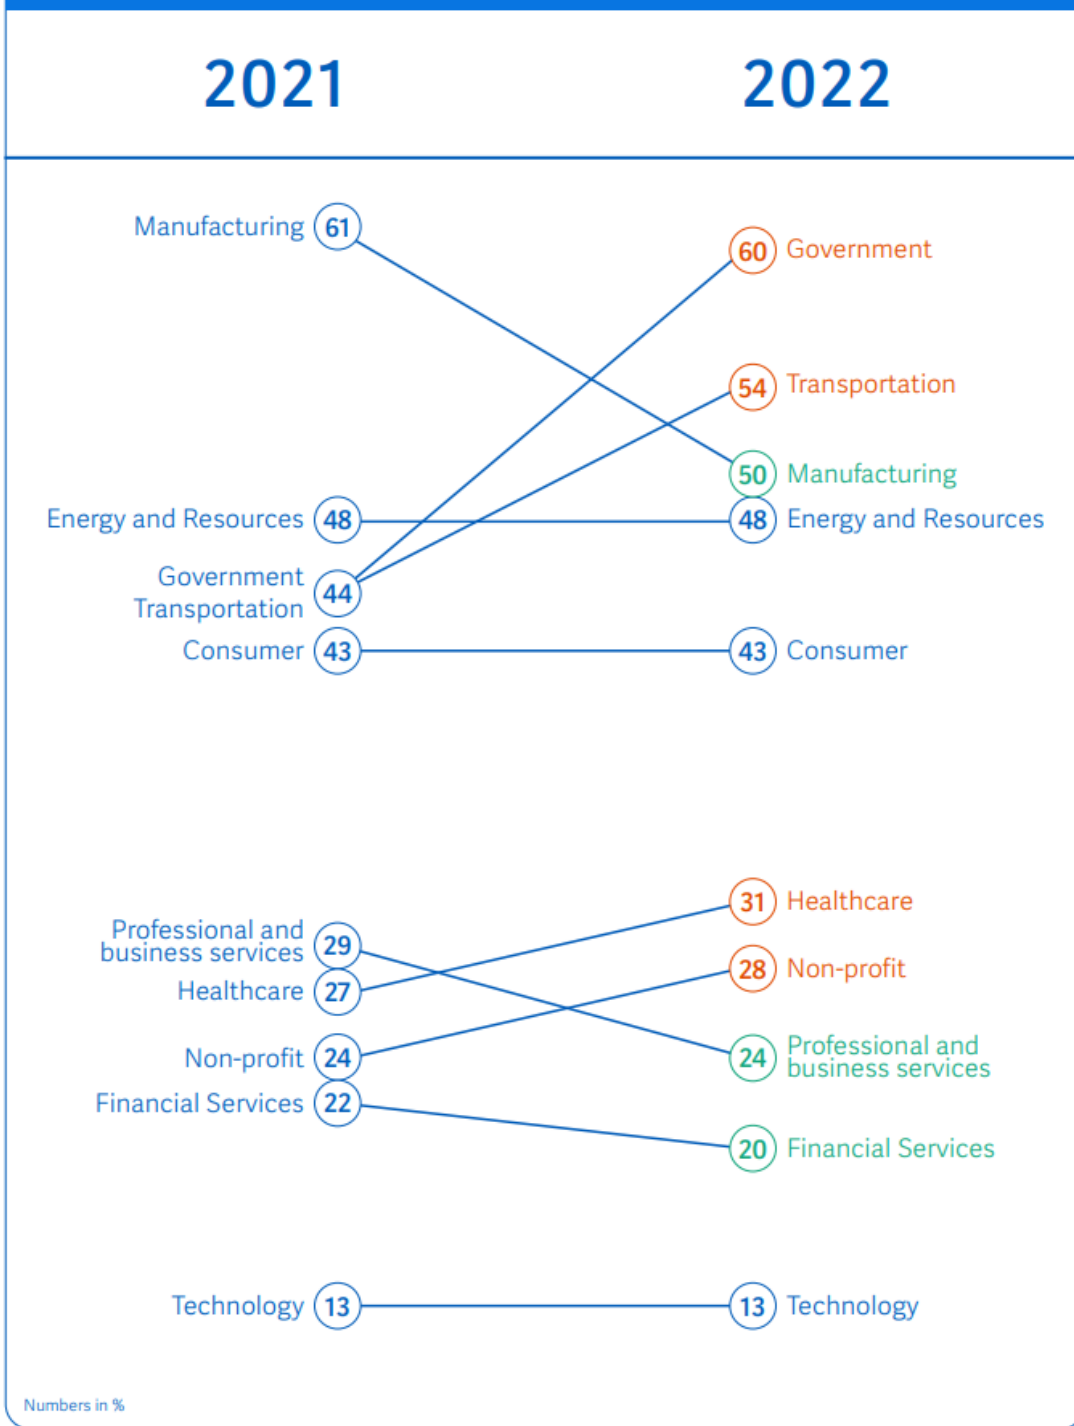 2021 2022
Manufacturing 61
60 Government
54 Transportation
50 Manufacturing
Energy and Resources 48 48 Energy and Resources
Government
Transportation 44
Consumer 43 43 Consumer
31 Healthcare
Professional and
business services 29
28 Non-profit
Healthcare 27
Non-profit 24
24 Professional and
business services
Financial Services 22
20 Financial Services
Technology 13 13 Technology
Numbers in %